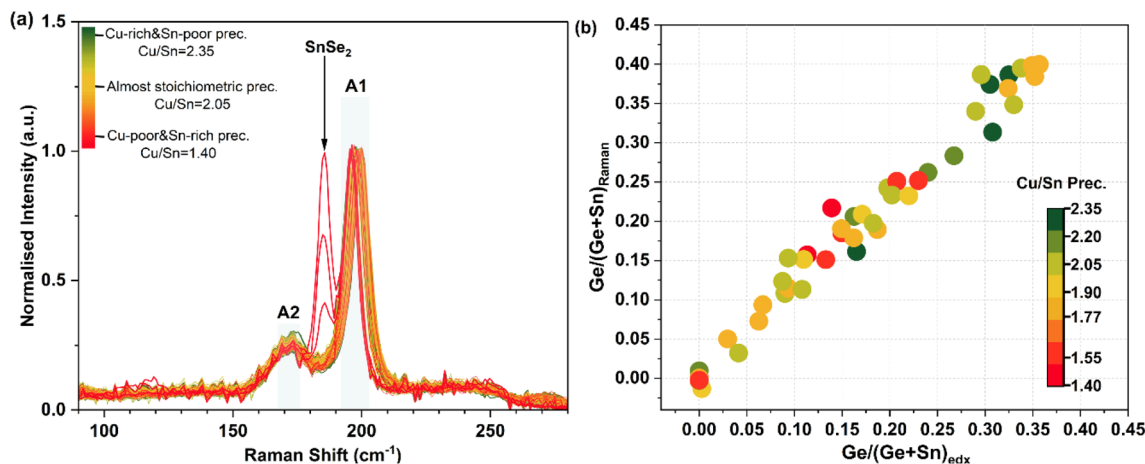 (a)
Cu-rich&Sn-poor prec.
Cu/Sn=2.35
Almost stoichiometric prec.
Cu/Sn=2.05
Cu-poor&Sn-rich prec.
Cu/Sn=1.40
SnSe2
A1
A2
1.5
1.0
0.5
0.0
Normalised Intensity (a.u.)
100 150 200 250
Raman Shift (cm-1)
(b)
0.45
0.40
0.35
0.30
0.25
0.20
0.15
0.10
0.05
0.00
Ge/(Ge+Sn)Raman
Cu/Sn Prec.
2.35
2.20
2.05
1.90
1.77
1.55
1.40
0.00 0.05 0.10 0.15 0.20 0.25 0.30 0.35 0.40 0.45
Ge/(Ge+Sn)edx